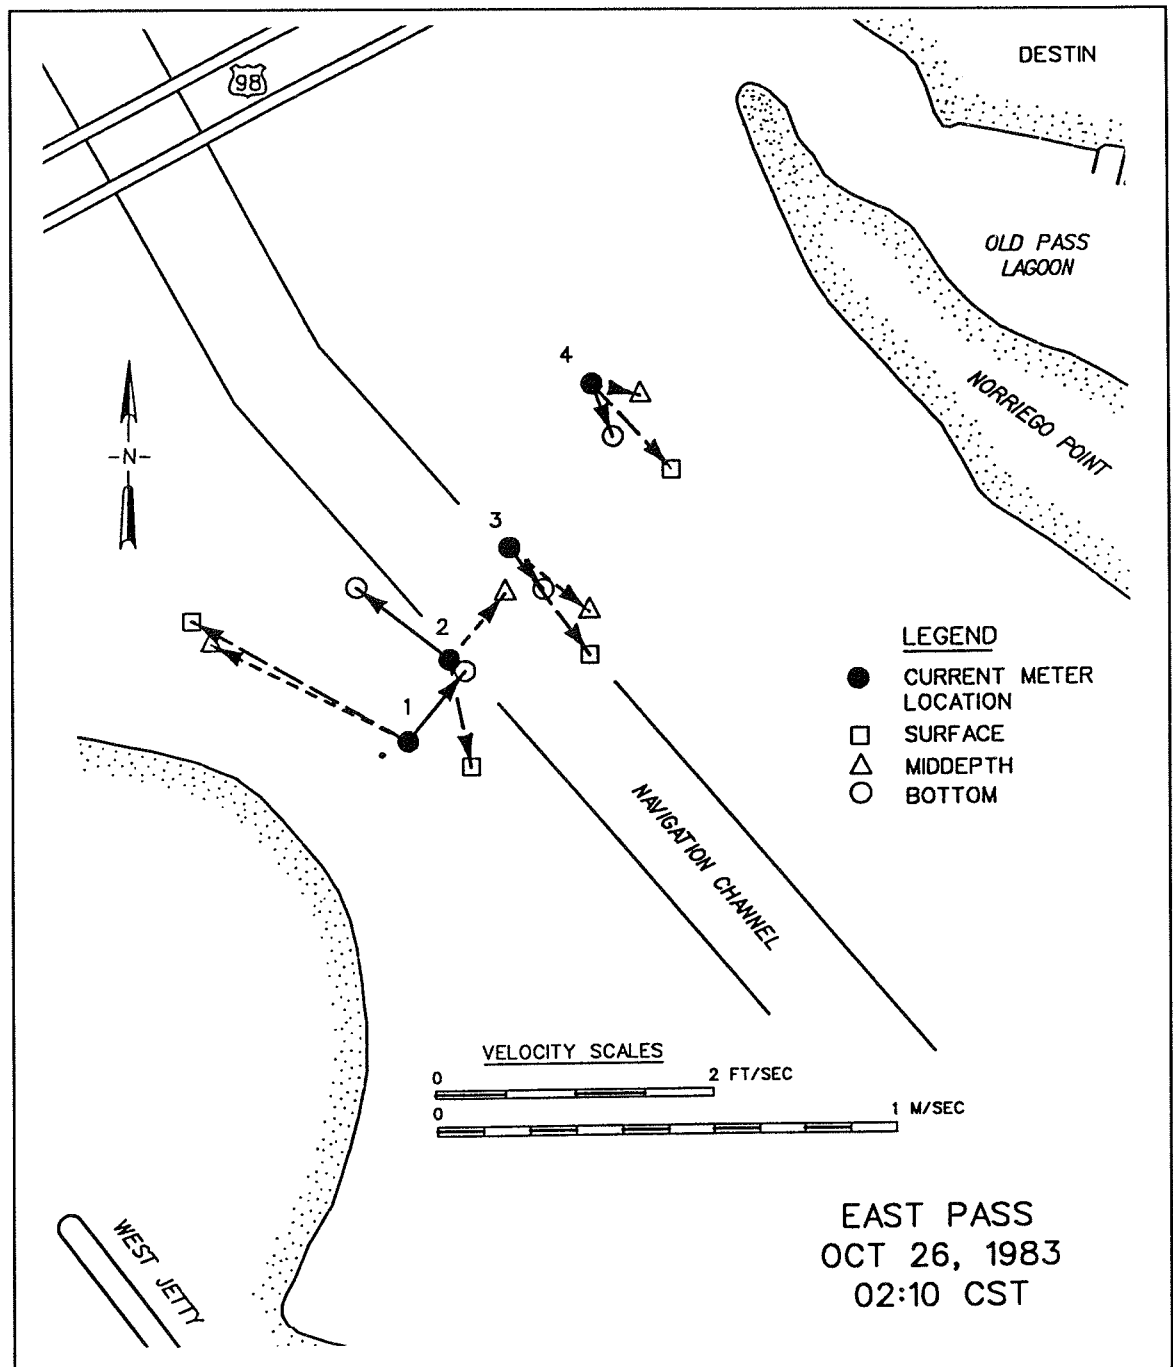 98
DESTIN
OLD PASS
LAGOON
NORRIEGO POINT
-N-
4
3
2
1
LEGEND
CURRENT METER
LOCATION
SURFACE
MIDDEPTH
BOTTOM
NAVIGATION CHANNEL
VELOCITY SCALES
0 2 FT/SEC
0 1 M/SEC
WEST JETTY
EAST PASS
OCT 26, 1983
02:10 CST